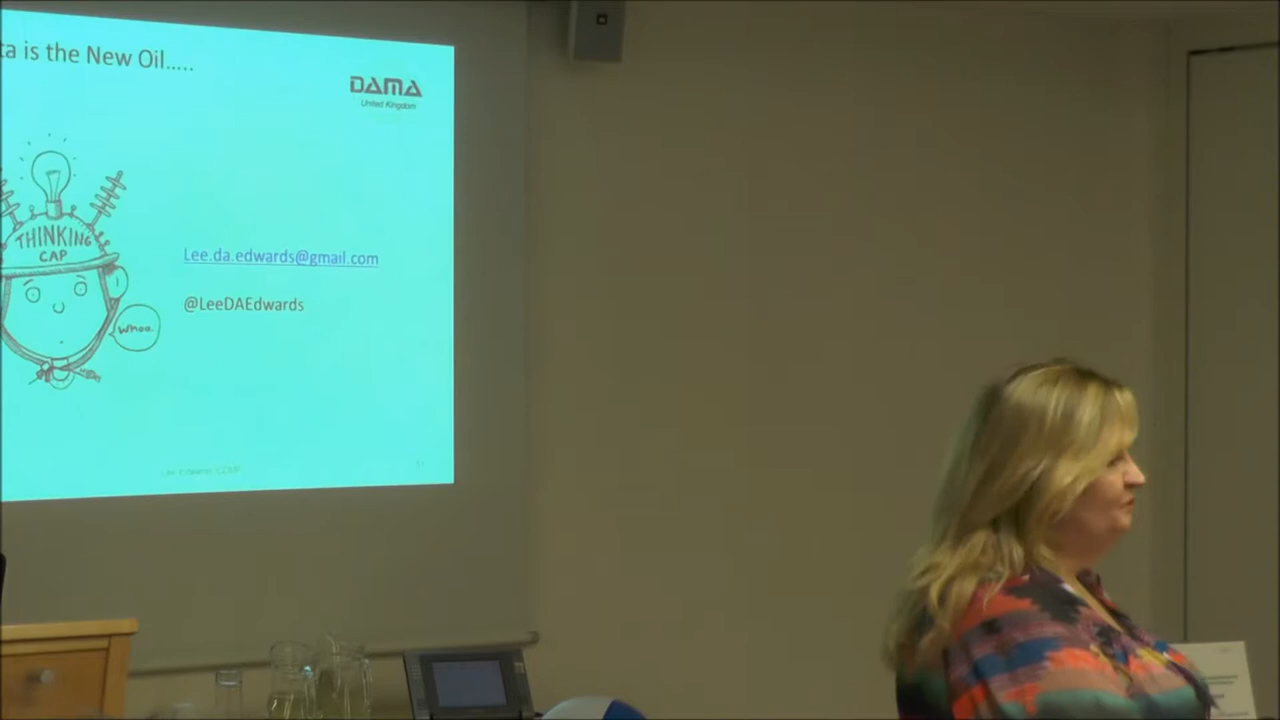 ta is the New Oil.....
DAMA
United Kingdom
THINKING
CAP
Lee.da.edwards@gmail.com
@LeeDAEdwards
Whoa.